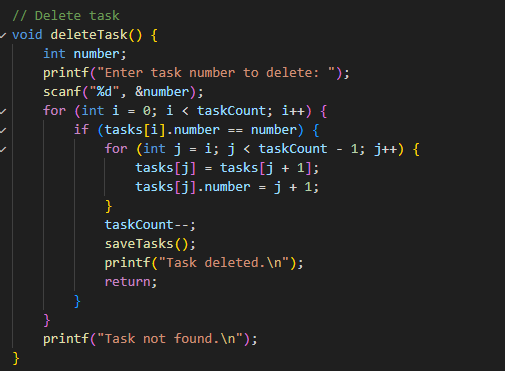 // Delete task
void deleteTask() {
    int number;
    printf("Enter task number to delete: ");
    scanf("%d", &number);
    for (int i = 0; i < taskCount; i++) {
        if (tasks[i].number == number) {
            for (int j = i; j < taskCount - 1; j++) {
                tasks[j] = tasks[j + 1];
                tasks[j].number = j + 1;
            }
            taskCount--;
            saveTasks();
            printf("Task deleted.\n");
            return;
        }
    }
    printf("Task not found.\n");
}